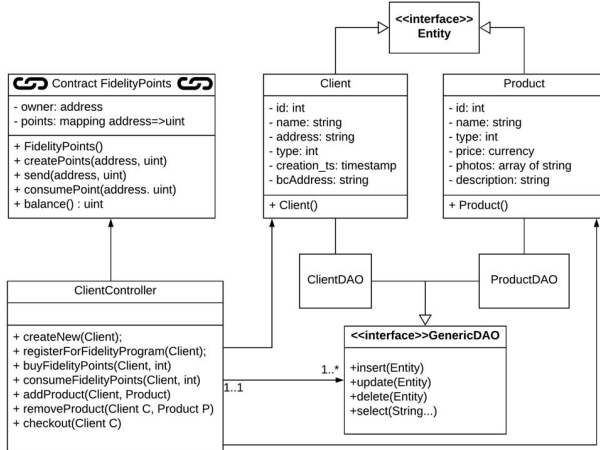 <<interface>>
Entity
Contract FidelityPoints
- owner: address
- points: mapping address=>uint
+ FidelityPoints()
+ createPoints(address, uint)
+ send(address, uint)
+ consumePoint(address. uint)
+ balance() : uint
Client
- id: int
- name: string
- address: string
- type: int
- creation_ts: timestamp
- bcAddress: string
+ Client()
Product
- id: int
- name: string
- type: int
- price: currency
- photos: array of string
- description: string
+ Product()
ClientDAO
ProductDAO
ClientController
+ createNew(Client);
+ registerForFidelityProgram(Client);
+ buyFidelityPoints(Client, int)
+ consumeFidelityPoints(Client, int)
+ addProduct(Client, Product)
+ removeProduct(Client C, Product P)
+ checkout(Client C)
1..1
1..*
<<interface>>GenericDAO
+insert(Entity)
+update(Entity)
+delete(Entity)
+select(String...)